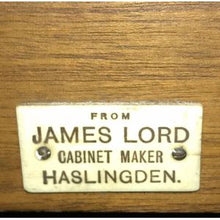 FROM
JAMES LORD
CABINET MAKER
HASLINGDEN.